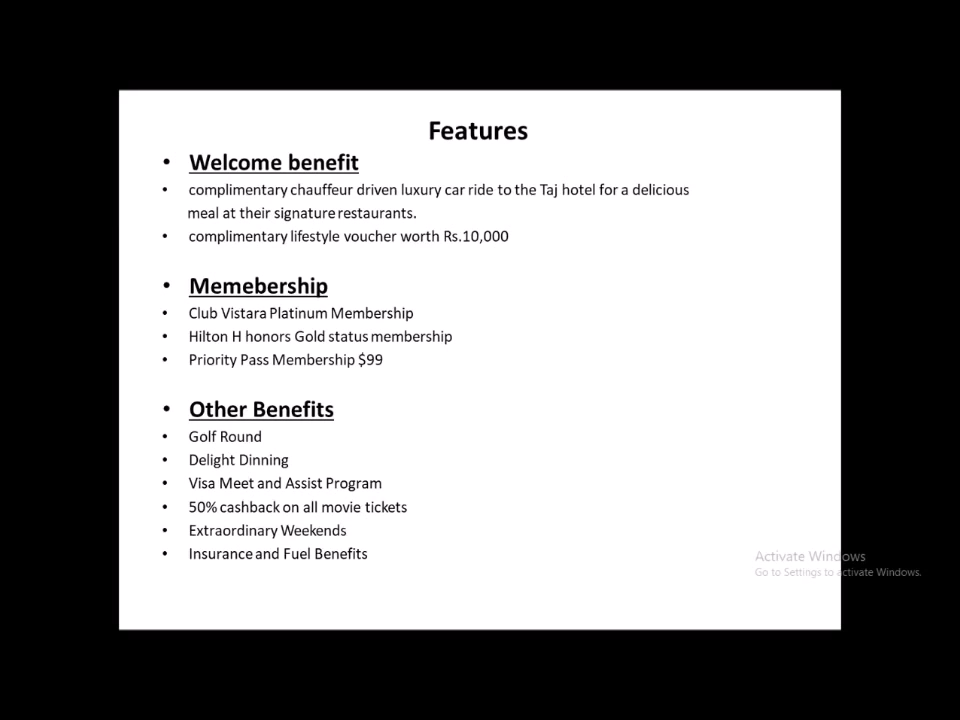 Features
• Welcome benefit
• complimentary chauffeur driven luxury car ride to the Taj hotel for a delicious
meal at their signature restaurants.
• complimentary lifestyle voucher worth Rs.10,000
• Memebership
• Club Vistara Platinum Membership
• Hilton H honors Gold status membership
• Priority Pass Membership $99
• Other Benefits
• Golf Round
• Delight Dinning
• Visa Meet and Assist Program
• 50% cashback on all movie tickets
• Extraordinary Weekends
• Insurance and Fuel Benefits
Activate Windows
Go to Settings to activate Windows.